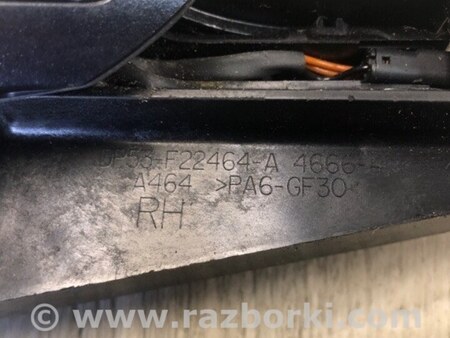 DP53-F22464-A 4666-
A464 >PA6-GF30<
RH
© www.razborki.com